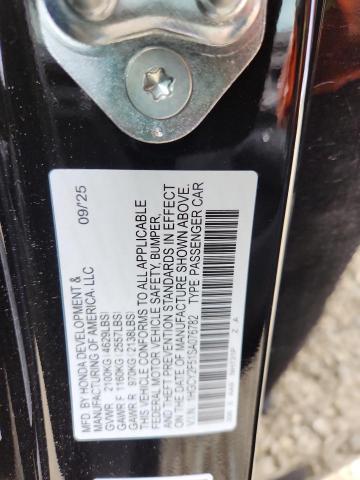 09/25
MFD. BY HONDA DEVELOPMENT &
MANUFACTURING OF AMERICA, LLC
GVWR 2100KG 4629LBS)
GAWR F 1160KG 2557LBS)
GAWR R 970KG 2138LBS)
THIS VEHICLE CONFORMS TO ALL APPLICABLE
FEDERAL MOTOR VEHICLE SAFETY, BUMPER,
AND THEFT PREVENTION STANDARDS IN EFFECT
ON THE DATE OF MANUFACTURE SHOWN ABOVE.
V.I.N. 1HGCY2F51SA076782 TYPE PASSENGER CAR